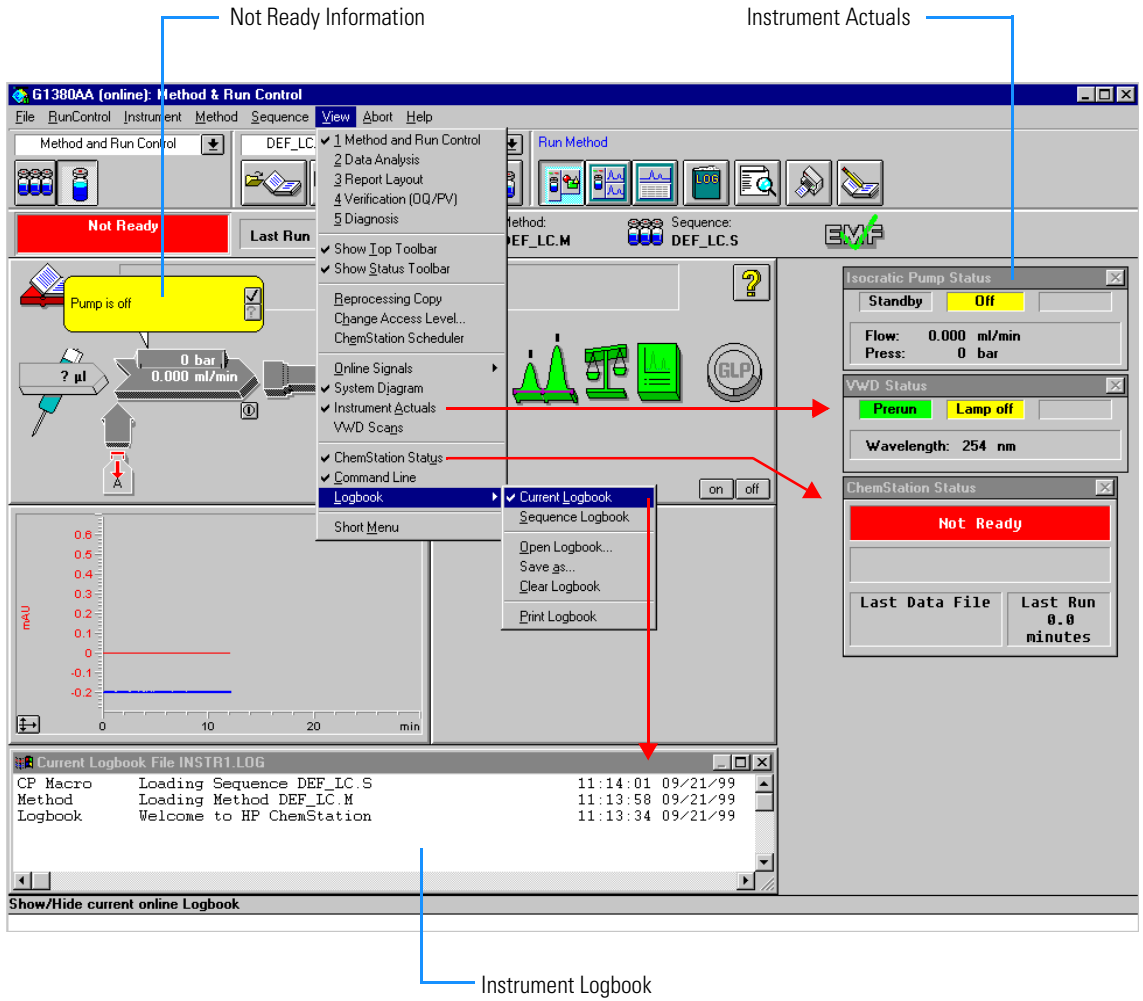 Not Ready Information
Instrument Actuals
G1380AA (online): Method & Run Control
File RunControl Instrument Method Sequence View Abort Help
Method and Run Control
DEF_LC.
Run Method
LOG
1 Method and Run Control
2 Data Analysis
3 Report Layout
4 Verification (OQ/PV)
5 Diagnosis
Show Top Toolbar
Show Status Toolbar
Reprocessing Copy
Change Access Level...
ChemStation Scheduler
Online Signals
System Diagram
Instrument Actuals
VWD Scans
ChemStation Status
Command Line
Logbook
Short Menu
Current Logbook
Sequence Logbook
Open Logbook...
Save as...
Clear Logbook
Print Logbook
Not Ready
Last Run
Method:
DEF_LC.M
Sequence:
DEF_LC.S
EMF
Pump is off
?
?
? µl
0 bar
0.000 ml/min
A
GLP
on off
Isocratic Pump Status
Standby Off
Flow: 0.000 ml/min
Press: 0 bar
VWD Status
Prerun Lamp off
Wavelength: 254 nm
ChemStation Status
Not Ready
Last Data File
Last Run
0.0
minutes
mAU
0.6
0.5
0.4
0.3
0.2
0.1
0
-0.1
-0.2
0 10 20 min
Current Logbook File INSTR1.LOG
CP Macro Loading Sequence DEF_LC.S 11:14:01 09/21/99
Method Loading Method DEF_LC.M 11:13:58 09/21/99
Logbook Welcome to HP ChemStation 11:13:34 09/21/99
Show/Hide current online Logbook
Instrument Logbook